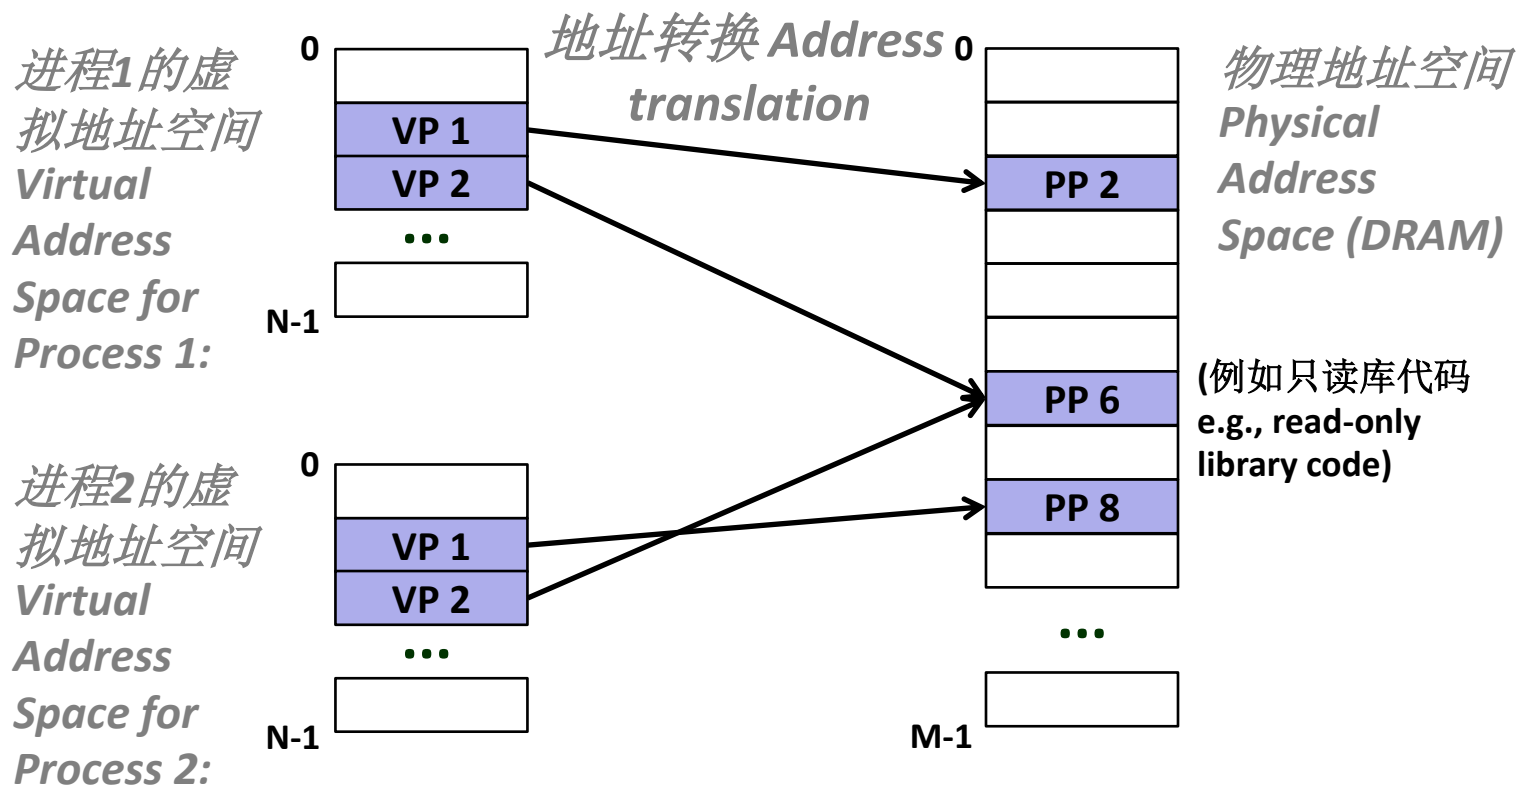 进程1的虚
拟地址空间
Virtual
Address
Space for
Process 1:
0
VP 1
VP 2
...
N-1
地址转换 Address
translation
0
PP 2
PP 6
PP 8
...
M-1
物理地址空间
Physical
Address
Space (DRAM)
(例如只读库代码
e.g., read-only
library code)
进程2的虚
拟地址空间
Virtual
Address
Space for
Process 2:
0
VP 1
VP 2
...
N-1